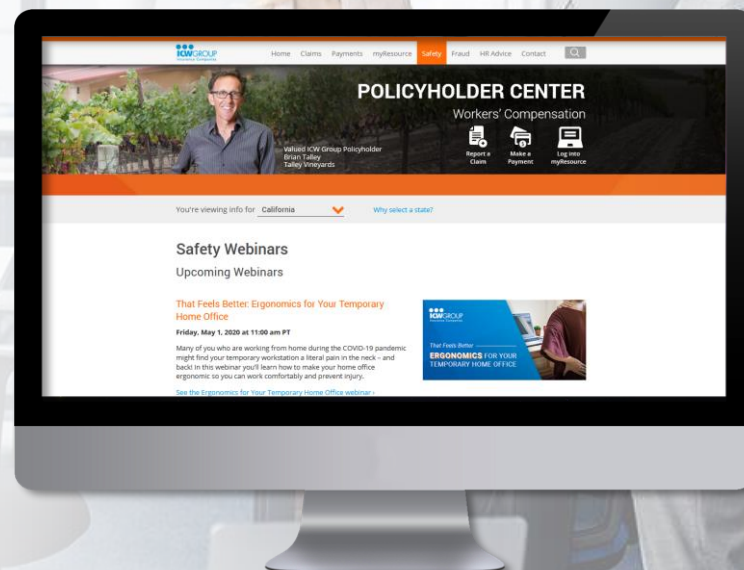 ICWGROUP
Insurance Companies
Home Claims Payments myResource Safety Fraud HR Advice Contact
POLICYHOLDER CENTER
Workers' Compensation
Valued ICW Group Policyholder
Brian Talley
Talley Vineyards
Report a
Claim
Make a
Payment
Log into
myResource
You're viewing info for California
Why select a state?
Safety Webinars
Upcoming Webinars
That Feels Better: Ergonomics for Your Temporary
Home Office
Friday, May 1, 2020 at 11:00 am PT
Many of you who are working from home during the COVID-19 pandemic
might find your temporary workstation a literal pain in the neck – and
back! In this webinar you'll learn how to make your home office
ergonomic so you can work comfortably and prevent injury.
See the Ergonomics for Your Temporary Home Office webinar ›
ICWGROUP
Insurance Companies
That Feels Better
ERGONOMICS FOR YOUR
TEMPORARY HOME OFFICE